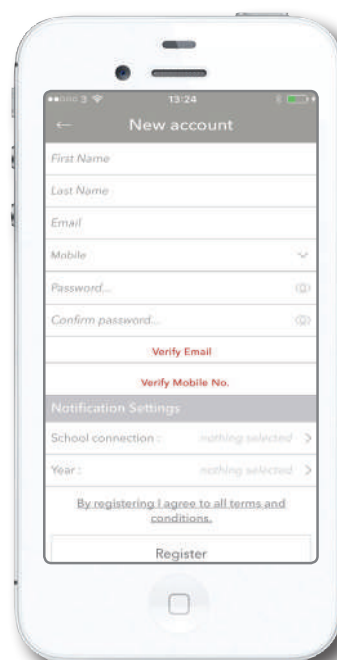 3 13:24
New account
First Name
Last Name
Email
Mobile
Password...
Confirm password...
Verify Email
Verify Mobile No.
Notification Settings
School connection : nothing selected
Year : nothing selected
By registering I agree to all terms and
conditions.
Register